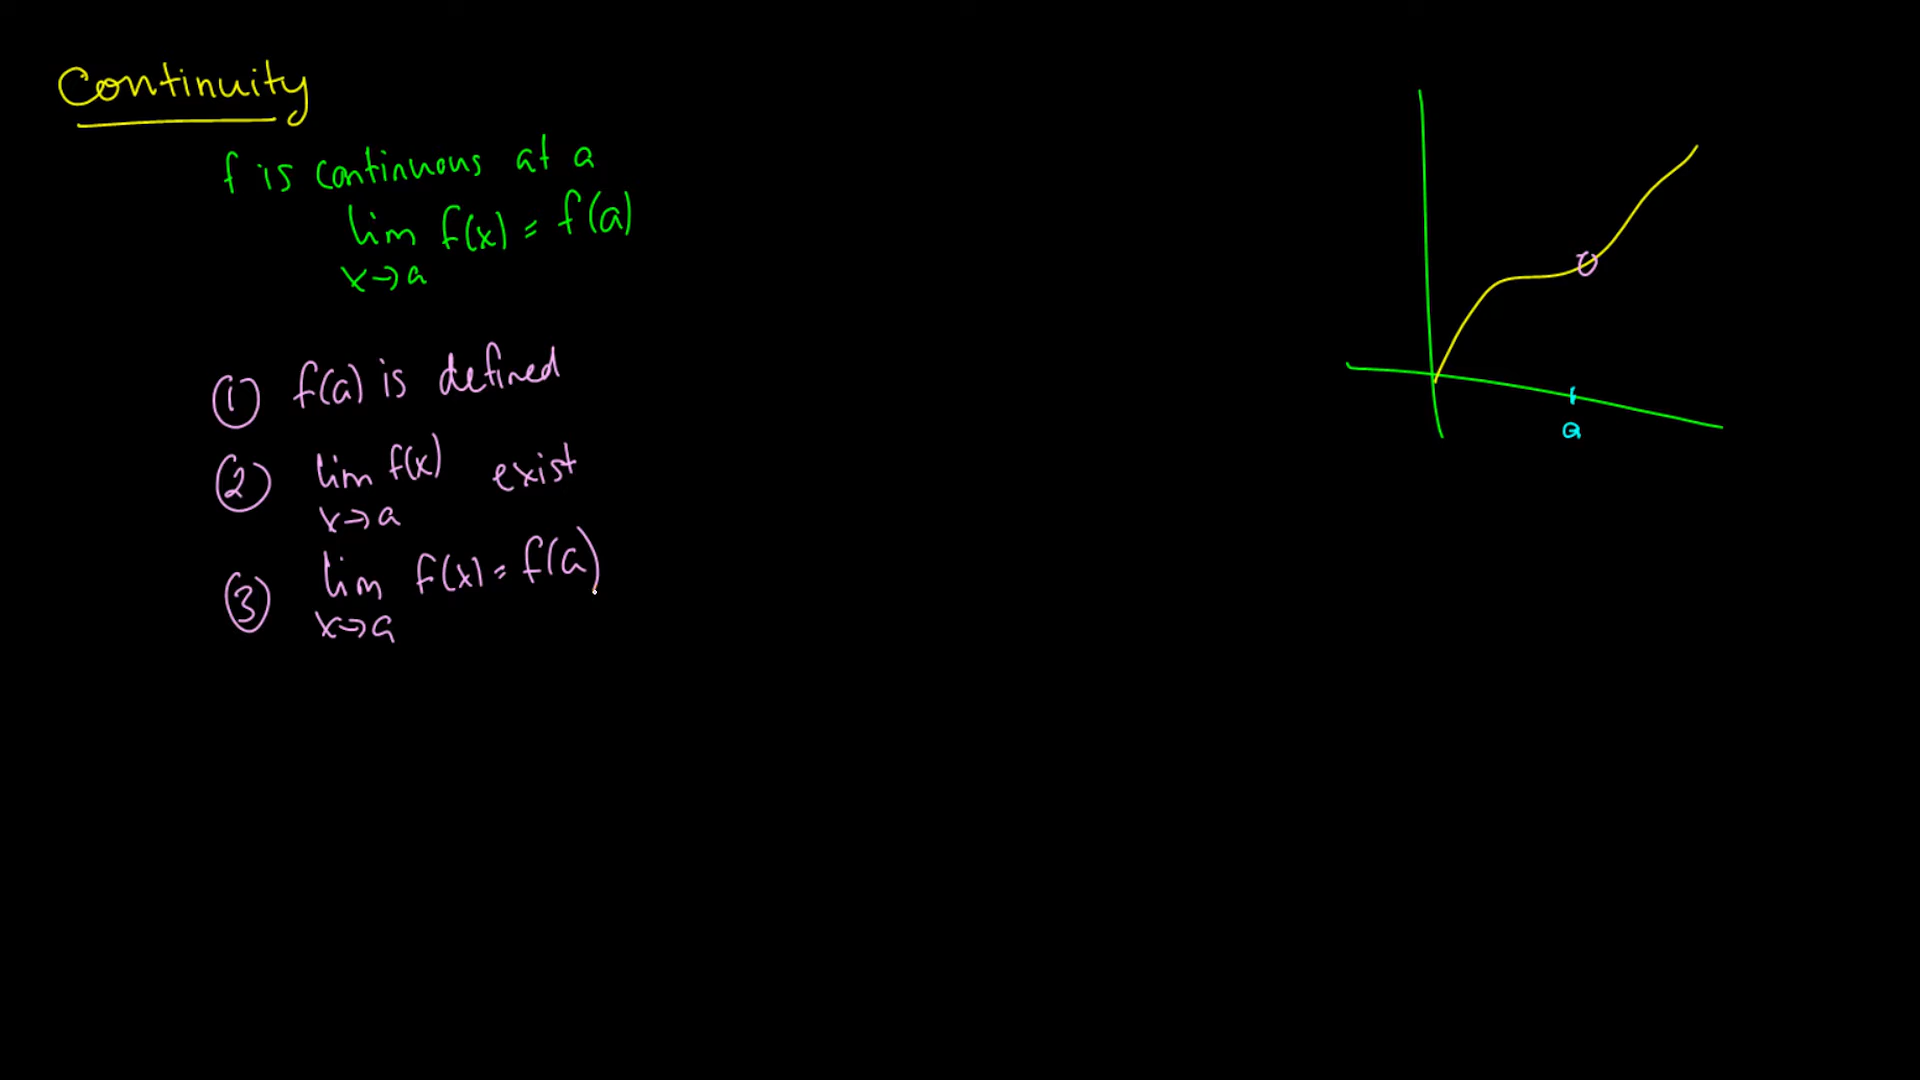 Continuity
f is continuous at a
lim f(x) = f(a)
x→a
① f(a) is defined
② lim f(x) exist
x→a
③ lim f(x) = f(a)
x→a
a